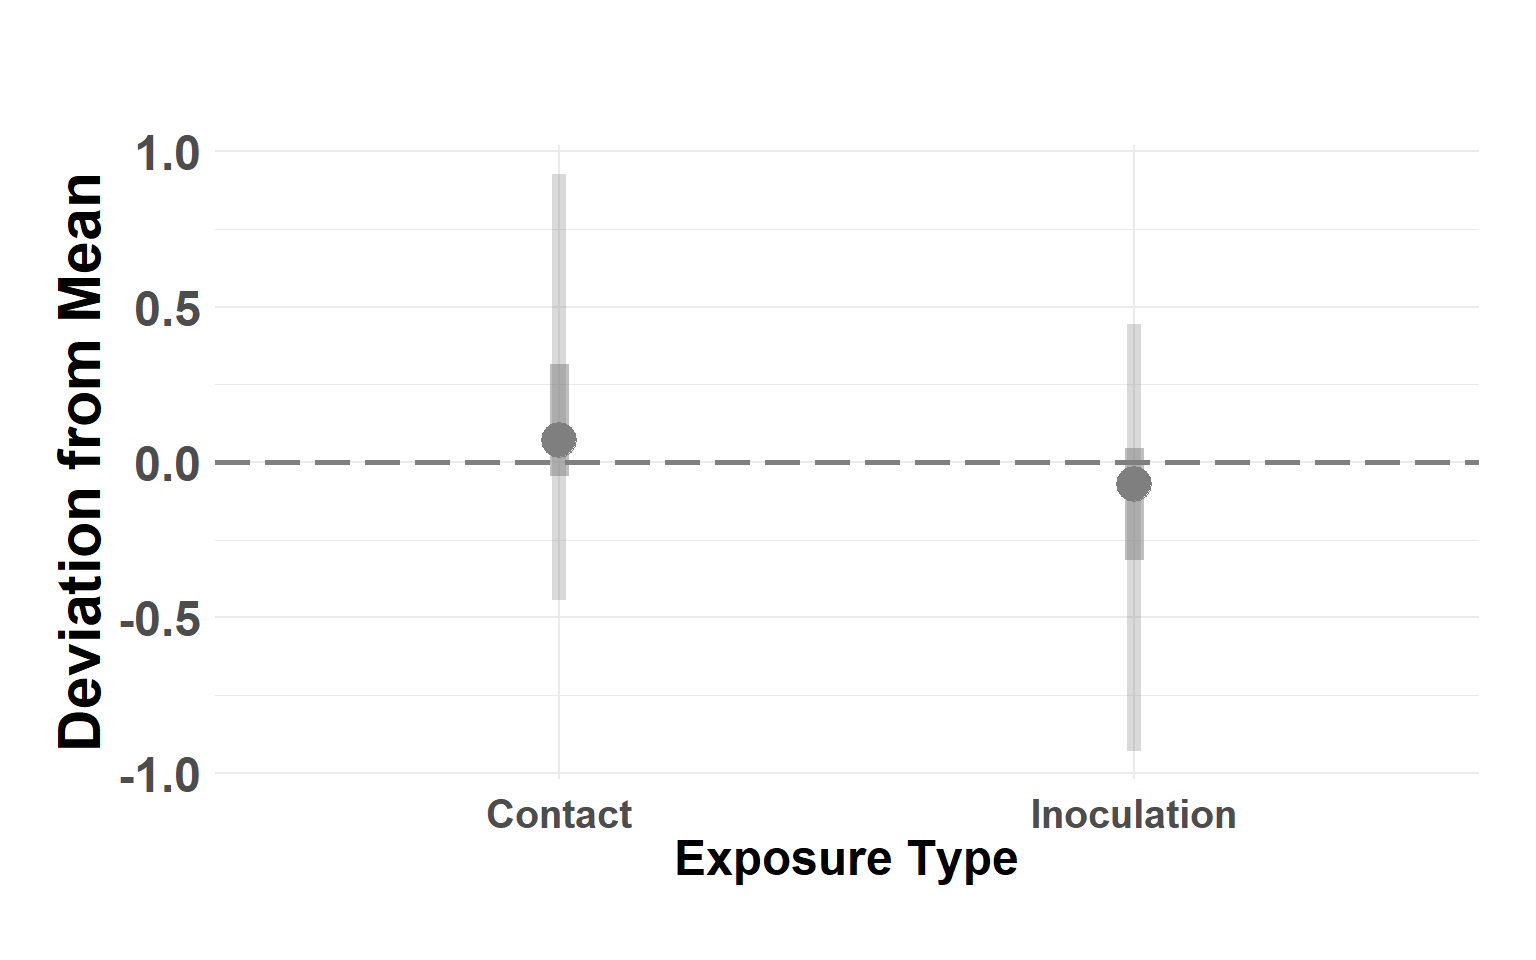 Deviation from Mean
1.0
0.5
0.0
-0.5
-1.0
Contact
Inoculation
Exposure Type